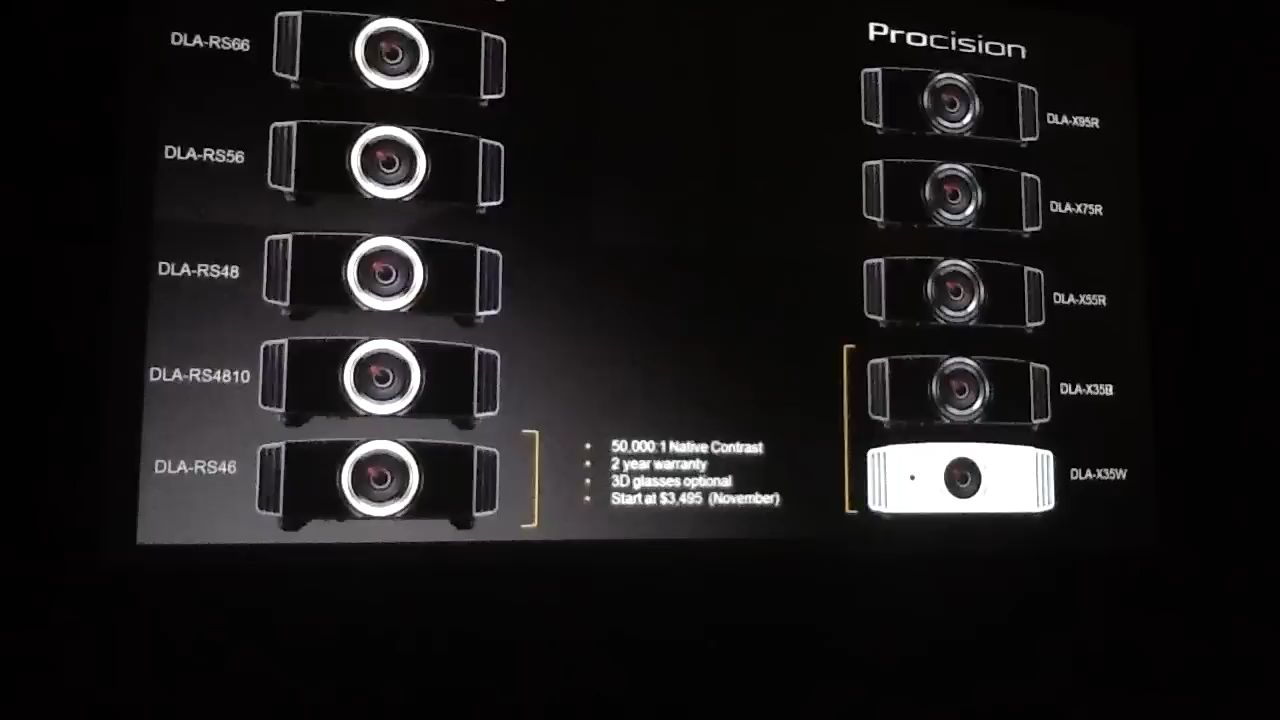 DLA-RS66
DLA-RS56
DLA-RS48
DLA-RS4810
DLA-RS46
50,000:1 Native Contrast
2 year warranty
3D glasses optional
Start at $3,495 (November)
Procision
DLA-X95R
DLA-X75R
DLA-X55R
DLA-X35B
DLA-X35W